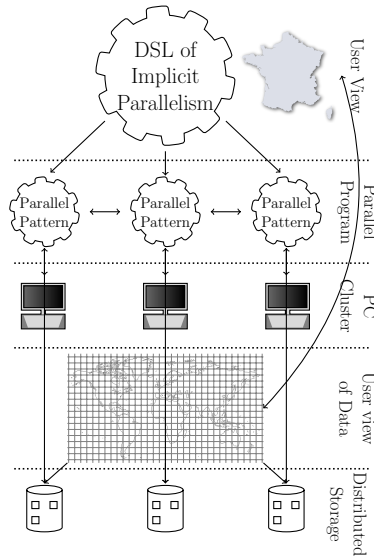 DSL of
Implicit
Parallelism
User View
Parallel
Pattern
Parallel
Pattern
Parallel
Pattern
Parallel
Program
PC
Cluster
User view
of Data
Distributed
Storage